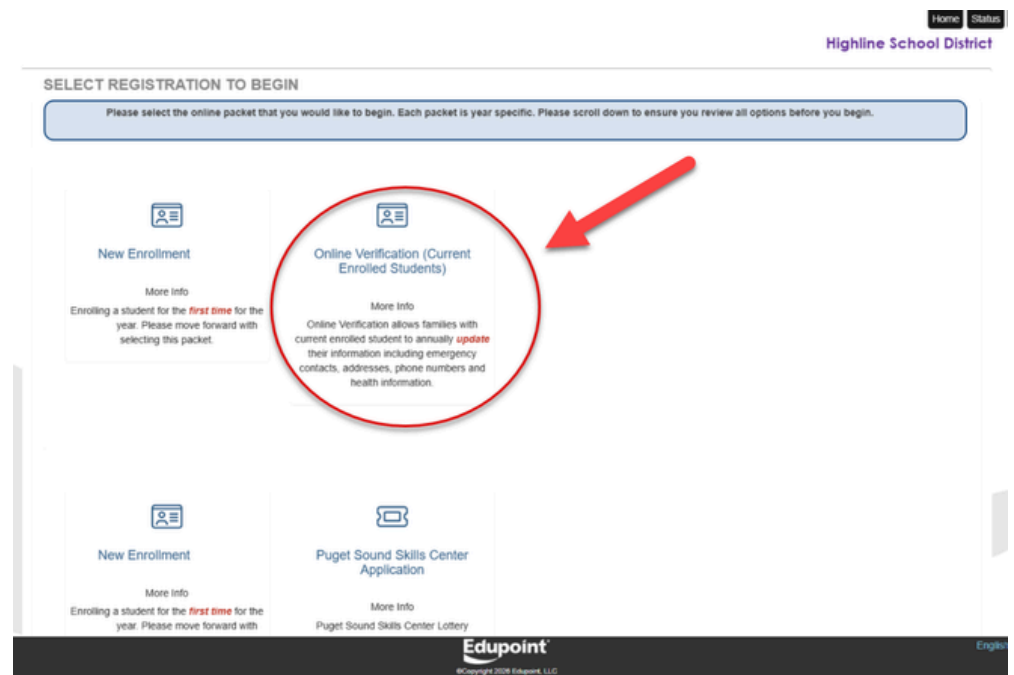 Home Status
Highline School District
SELECT REGISTRATION TO BEGIN
Please select the online packet that you would like to begin. Each packet is year specific. Please scroll down to ensure you review all options before you begin.
New Enrollment
More Info
Enrolling a student for the first time for the
year. Please move forward with
selecting this packet.
Online Verification (Current
Enrolled Students)
More Info
Online Verification allows families with
current enrolled student to annually update
their information including emergency
contacts, addresses, phone numbers and
health information.
New Enrollment
More Info
Enrolling a student for the first time for the
year. Please move forward with
Puget Sound Skills Center
Application
More Info
Puget Sound Skills Center Lottery
Edupoint
©Copyright 2026 Edupoint, LLC
English